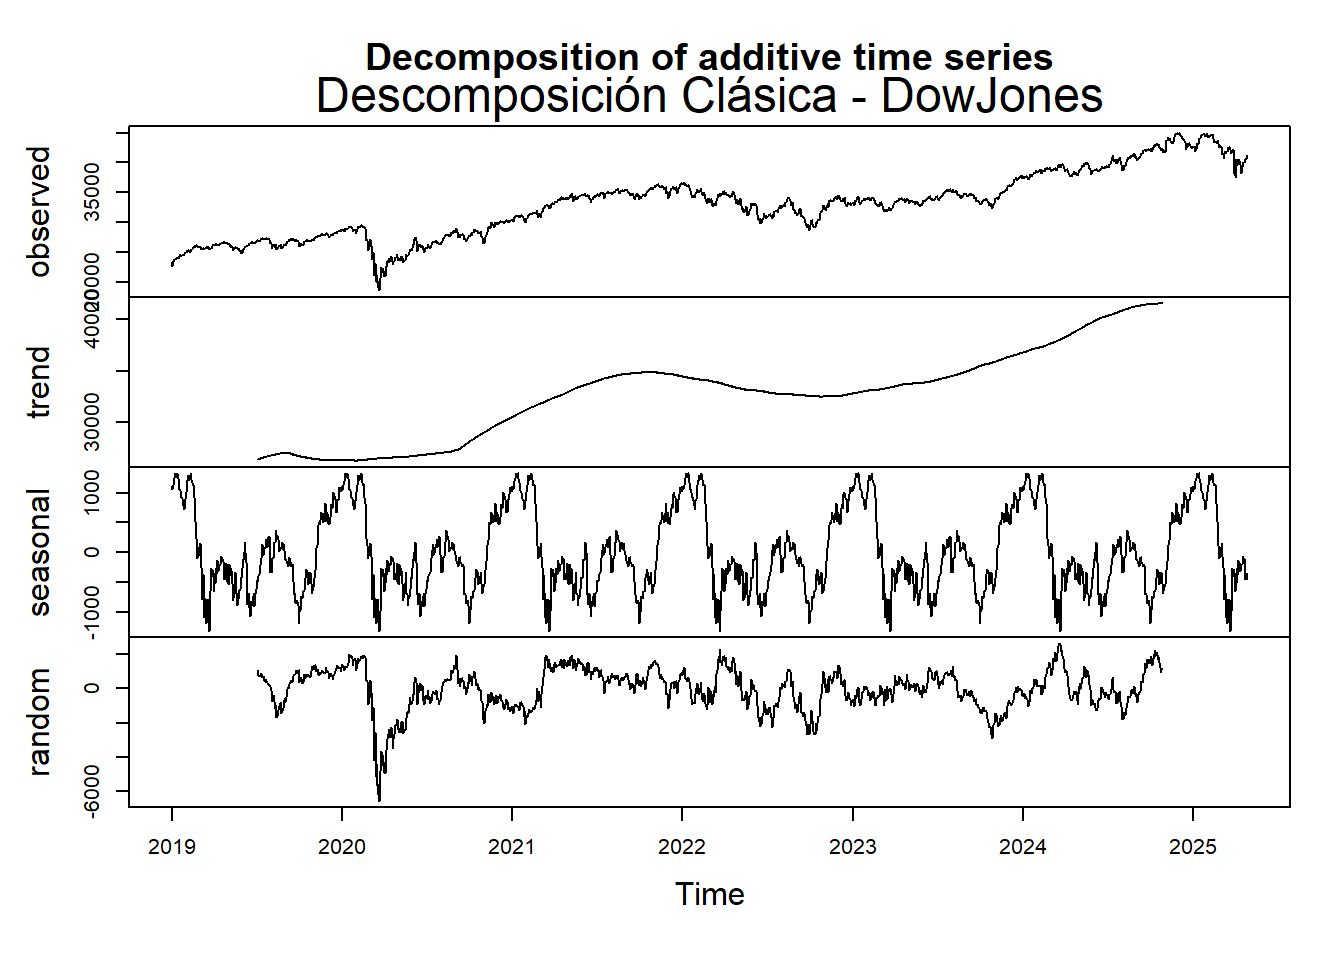 Decomposition of additive time series
Descomposición Clásica - DowJones
observed
35000
20000
trend
40000
30000
seasonal
1000
0
-1000
random
0
-6000
2019 2020 2021 2022 2023 2024 2025
Time